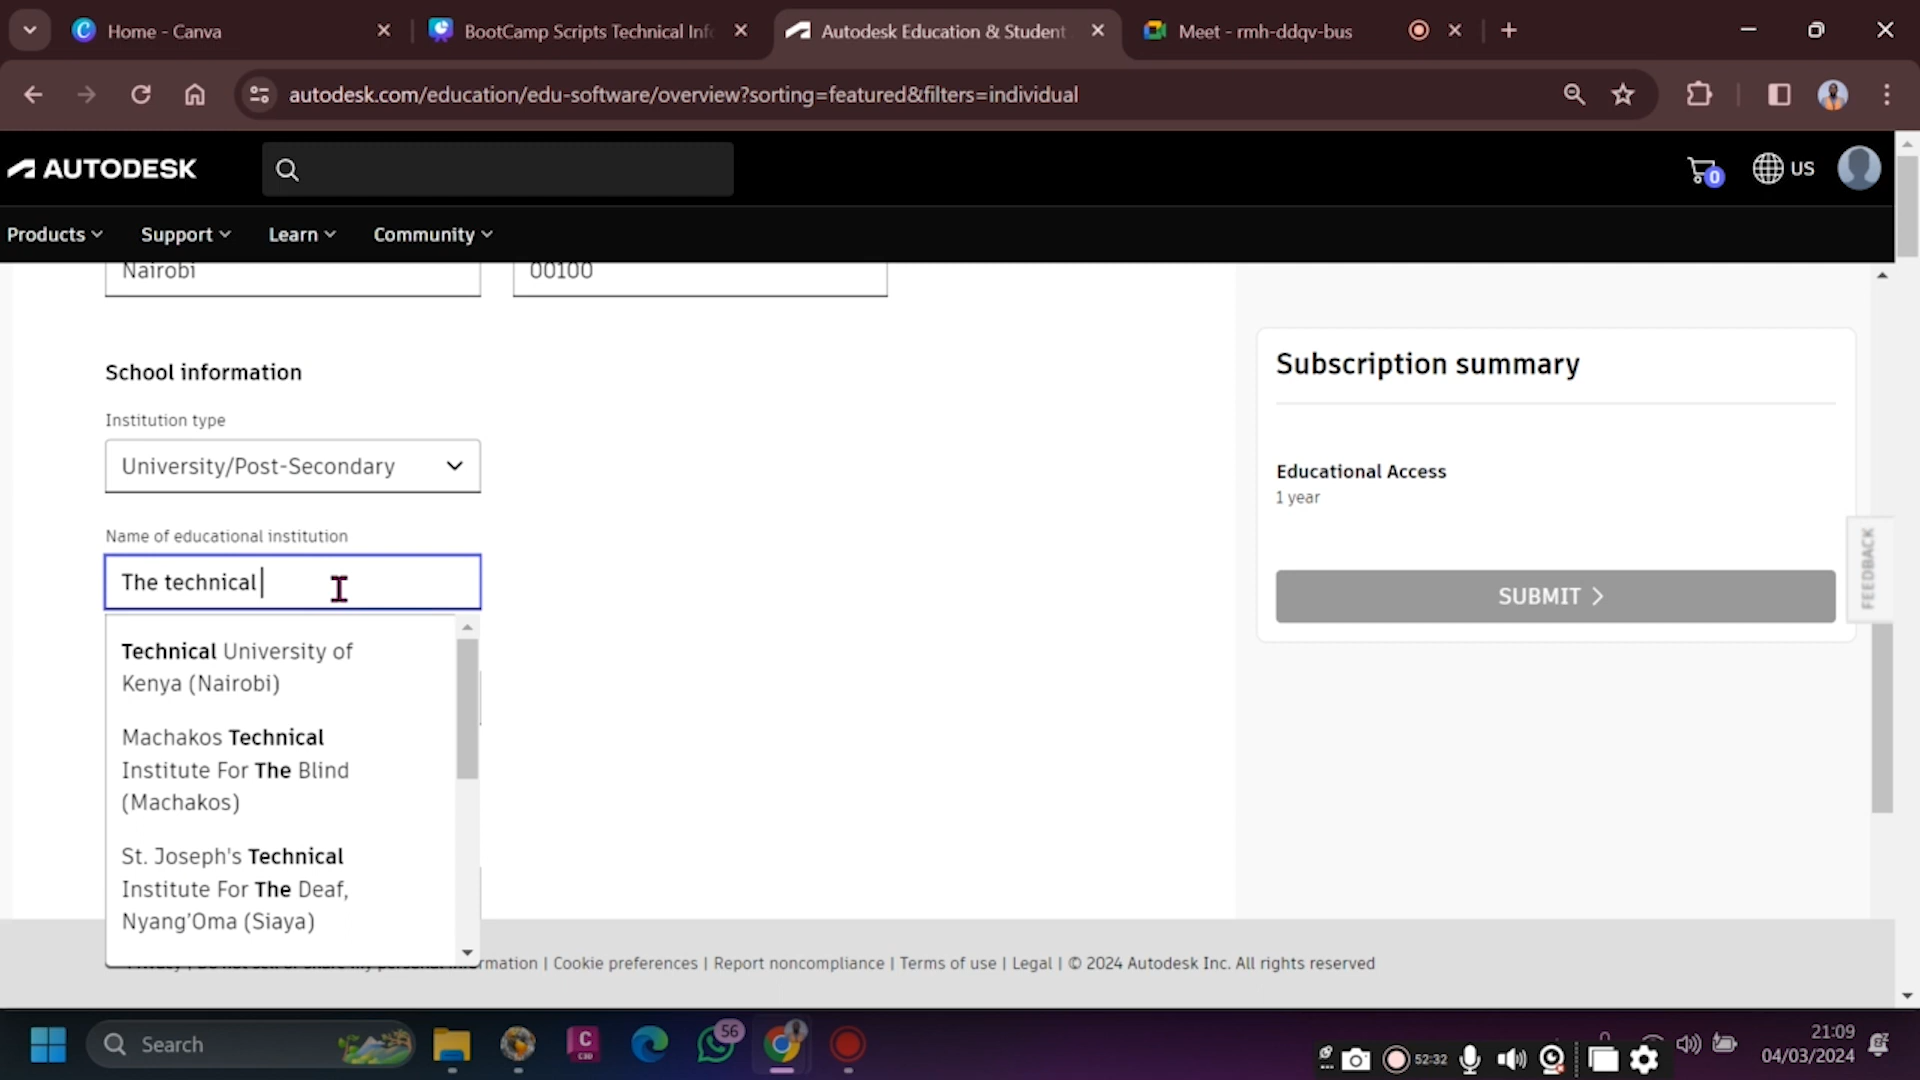 Home - Canva
BootCamp Scripts Technical Info
Autodesk Education & Student
Meet - rmh-ddqv-bus
autodesk.com/education/edu-software/overview?sorting=featured&filters=individual
AUTODESK
0
US
Products
Support
Learn
Community
Nairobi
00100
School information
Institution type
University/Post-Secondary
Name of educational institution
The technical
Technical University of
Kenya (Nairobi)
Machakos Technical
Institute For The Blind
(Machakos)
St. Joseph's Technical
Institute For The Deaf,
Nyang'Oma (Siaya)
Subscription summary
Educational Access
1 year
SUBMIT
FEEDBACK
| Cookie preferences | Report noncompliance | Terms of use | Legal | © 2024 Autodesk Inc. All rights reserved
Search
C
C3D
56
52:32
21:09
04/03/2024